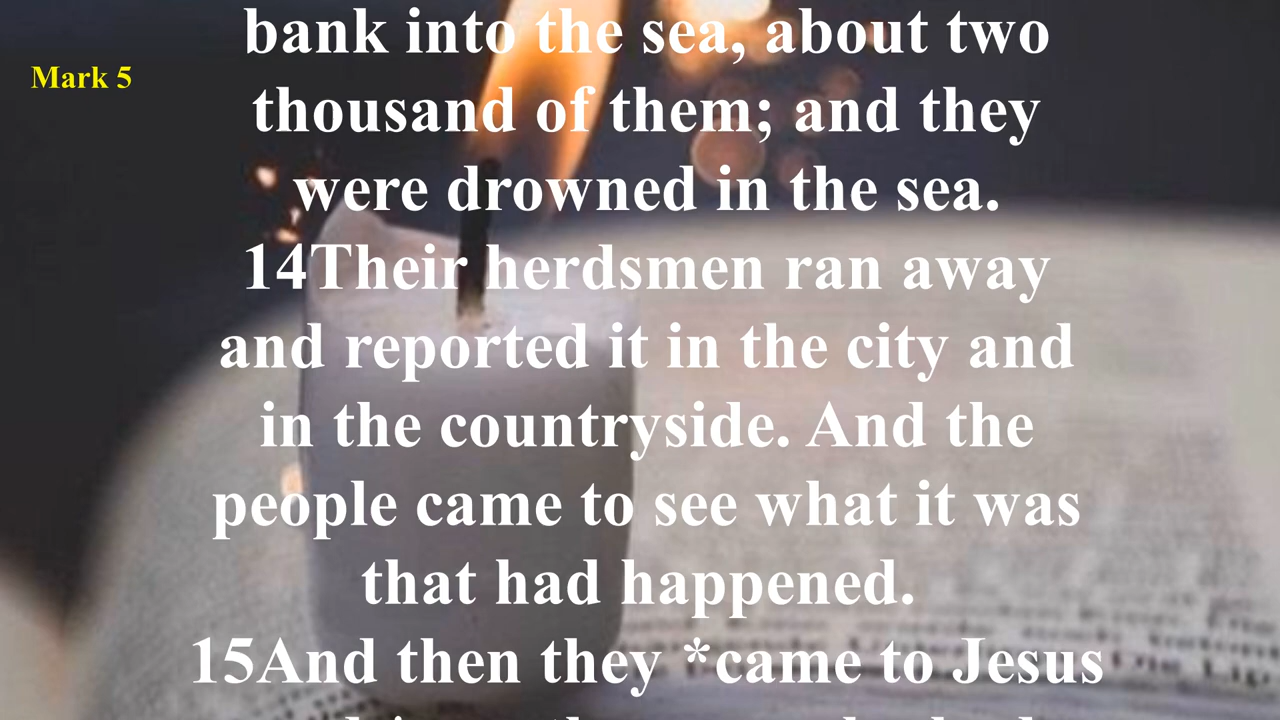 bank into the sea, about two
Mark 5
thousand of them; and they
were drowned in the sea.
14Their herdsmen ran away
and reported it in the city and
in the countryside. And the
people came to see what it was
that had happened.
15And then they *came to Jesus